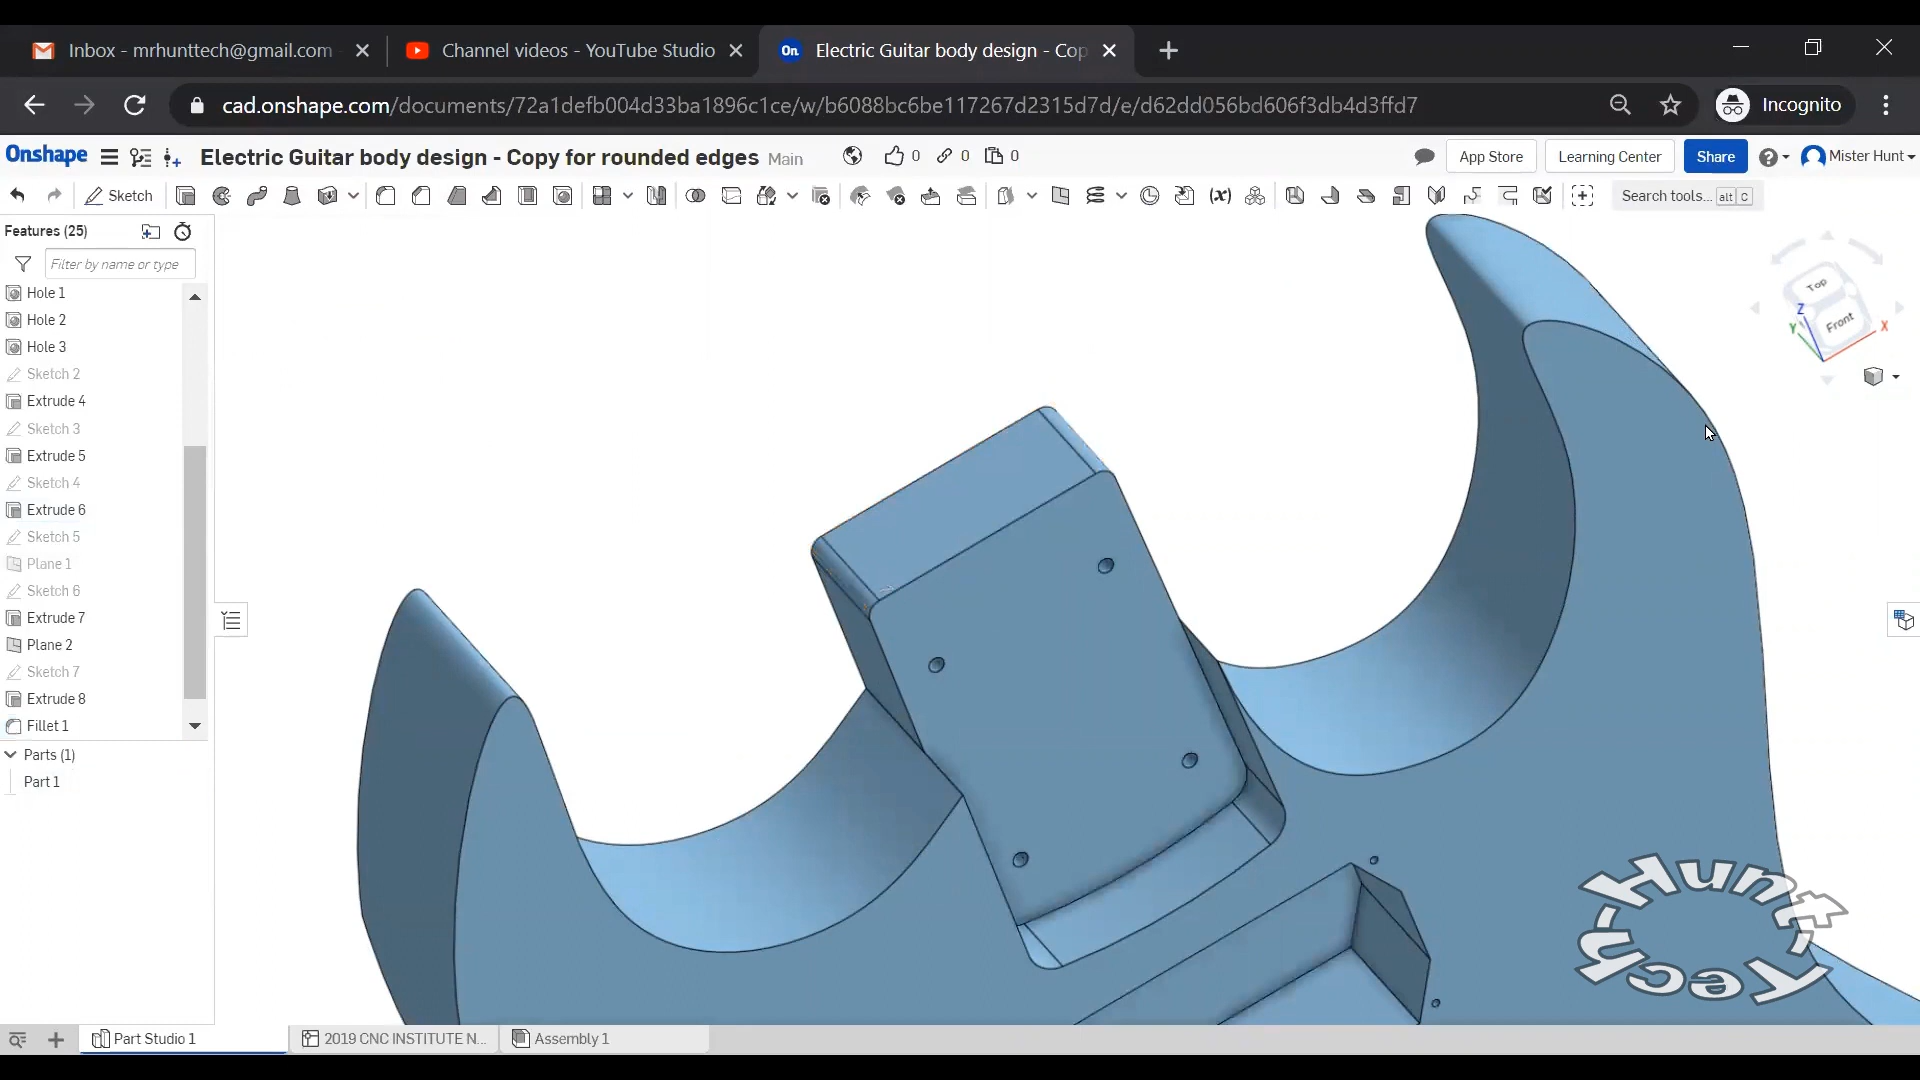 Inbox - mrhunttech@gmail.com
Channel videos - YouTube Studio
On Electric Guitar body design - Cop
cad.onshape.com/documents/72a1defb004d33ba1896c1ce/w/b6088bc6be117267d2315d7d/e/d62dd056bd606f3db4d3ffd7
Incognito
Onshape Electric Guitar body design - Copy for rounded edges Main 0 0 0 App Store Learning Center Share Mister Hunt
Sketch (x) Search tools... alt C
Features (25)
Filter by name or type
Hole 1
Hole 2
Hole 3
Sketch 2
Extrude 4
Sketch 3
Extrude 5
Sketch 4
Extrude 6
Sketch 5
Plane 1
Sketch 6
Extrude 7
Plane 2
Sketch 7
Extrude 8
Fillet 1
Parts (1)
Part 1
Top
Front
Z
Y
X
Hunt
Tech
Part Studio 1
2019 CNC INSTITUTE N...
Assembly 1